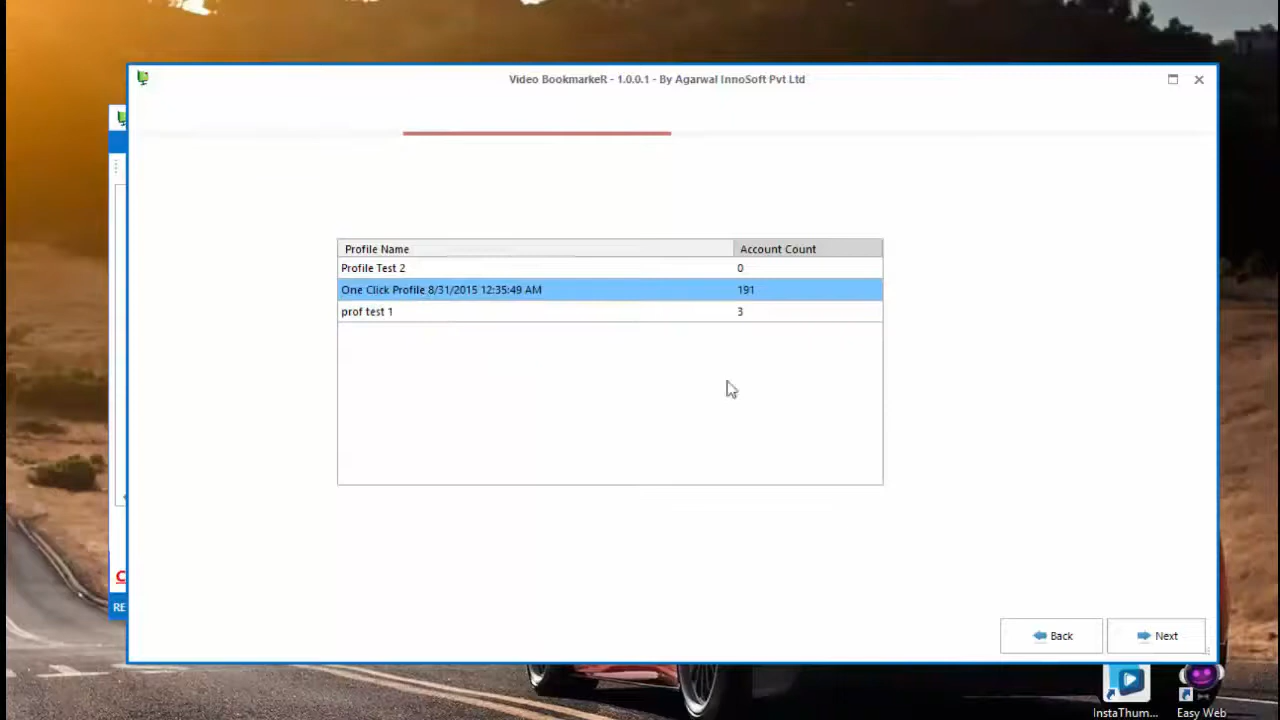 Video BookmarkeR - 1.0.0.1 - By Agarwal InnoSoft Pvt Ltd
Profile Name Account Count
Profile Test 2 0
One Click Profile 8/31/2015 12:35:49 AM 191
prof test 1 3
C
RE
Back Next
InstaThum... Easy Web